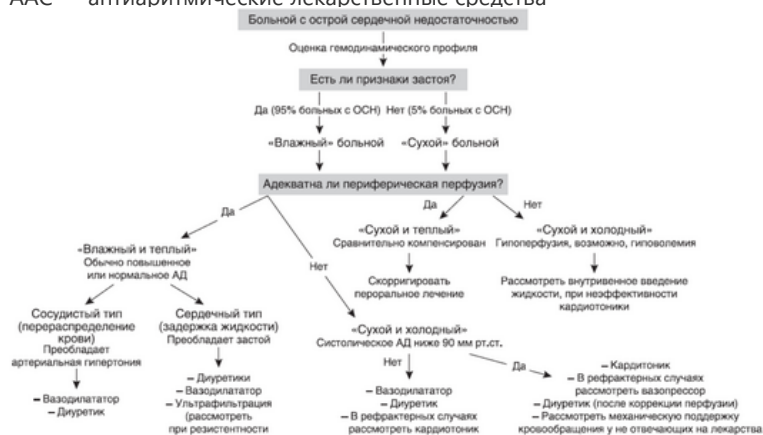 ААС — антиаритмические лекарственные средства
Больной с острой сердечной недостаточностью
Оценка гемодинамического профиля
Есть ли признаки застоя?
Да (95% больных с ОСН) Нет (5% больных с ОСН)
«Влажный» больной «Сухой» больной
Адекватна ли периферическая перфузия?
Да
Да
Нет
«Влажный и теплый»
Обычно повышенное
или нормальное АД
«Сухой и теплый»
Сравнительно компенсирован
«Сухой и холодный»
Гипоперфузия, возможно, гиповолемия
Нет
Скорригировать
пероральное лечение
Рассмотреть внутривенное введение
жидкости, при неэффективности
кардиотоники
Сосудистый тип
(перераспределение
крови)
Преобладает
артериальная гипертония
Сердечный тип
(задержка жидкости)
Преобладает застой
«Сухой и холодный»
Систолическое АД ниже 90 мм рт.ст.
Нет
Да
– Вазодилататор
– Диуретик
– Диуретики
– Вазодилататор
– Ультрафильтрация
(рассмотреть
при резистентности
– Вазодилататор
– Диуретик
– В рефрактерных случаях
рассмотреть кардиотоник
– Кардитоник
– В рефрактерных случаях
рассмотреть вазопрессор
– Диуретик (после коррекции перфузии)
– Рассмотреть механическую поддержку
кровообращения у не отвечающих на лекарства